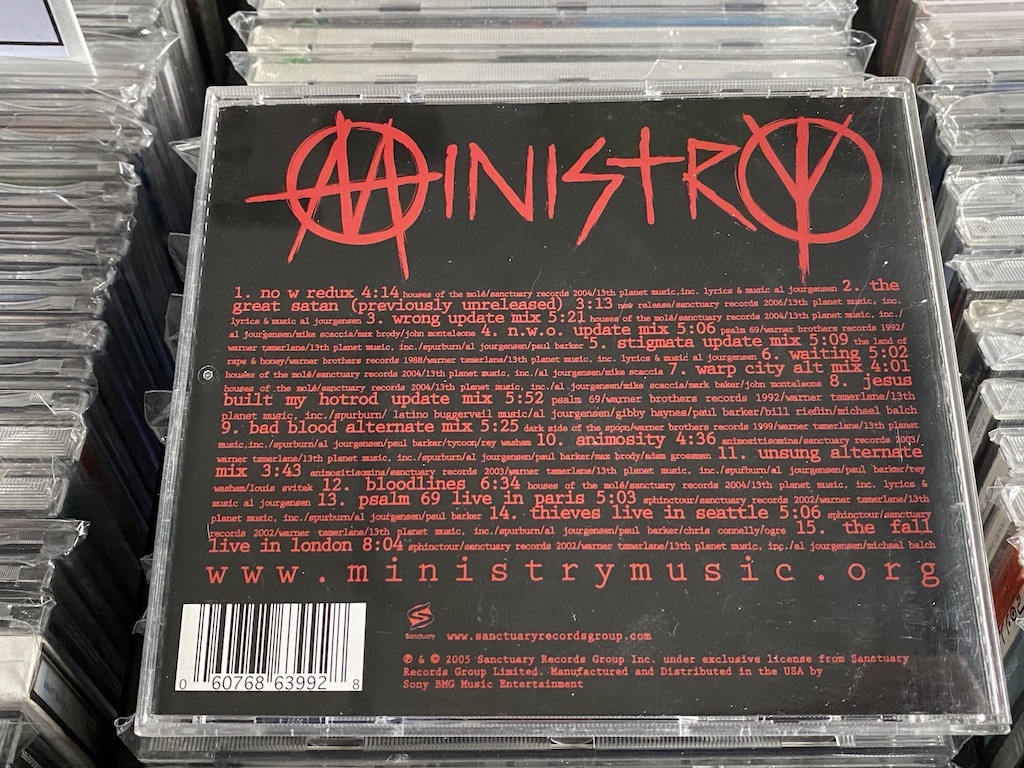 MINISTRY
1. no w redux 4:14 houses of the molé/sanctuary records 2004/13th planet music,inc. lyrics & music al jourgensen 2. the
great satan (previously unreleased) 3:13 new release/sanctuary records 2006/13th planet music, inc.
lyrics & music al jourgensen 3. wrong update mix 5:21 houses of the molé/sanctuary records 2004/13th planet music, inc./
al jourgensen/mike scaccia/max brody/john monteleone 4. n.w.o. update mix 5:06 psalm 69/warner brothers records 1992/
warner tamerlane/13th planet music, inc./spurburn/al jourgensen/paul barker 5. stigmata update mix 5:09 the land of
rape & honey/warner brothers records 1988/warner tamerlane/13th planet music, inc. lyrics & music al jourgensen 6. waiting 5:02
houses of the molé/sanctuary records 2004/13th planet music, inc./al jourgensen/mike scaccia 7. warp city alt mix 4:01
houses of the molé/sanctuary records 2004/13th planet music, inc./al jourgensen/mike scaccia/mark baker/john monteleone 8. jesus
built my hotrod update mix 5:52 psalm 69/warner brothers records 1992/warner tamerlane/13th
planet music, inc./spurburn/ latino buggerveil music/al jourgensen/gibby haynes/paul barker/bill rieflin/michael balch
9. bad blood alternate mix 5:25 dark side of the spoon/warner brothers records 1999/warner tamerlane/13th planet
music,inc./spurburn/al jourgensen/paul barker/tycoon/rey washam 10. animosity 4:36 animositisomina/sanctuary records 2003/
warner tamerlane/13th planet music, inc./spurburn/al jourgensen/paul barker/max brody/adam grossman 11. unsung alternate
mix 3:43 animositisomina/sanctuary records 2003/warner tamerlane/13th planet music, inc./spurburn/al jourgensen/paul barker/rey
washam/louis svitek 12. bloodlines 6:34 houses of the molé/sanctuary records 2004/13th planet music, inc. lyrics &
music al jourgensen 13. psalm 69 live in paris 5:03 sphinctour/sanctuary records 2002/warner tamerlane/13th
planet music, inc./spurburn/al jourgensen/paul barker 14. thieves live in seattle 5:06 sphinctour/sanctuary
records 2002/warner tamerlane/13th planet music, inc./spurburn/al jourgensen/paul barker/chris connelly/ogre 15. the fall
live in london 8:04 sphinctour/sanctuary records 2002/warner tamerlane/13th planet music, inc./al jourgensen/michael balch
www.ministrymusic.org
Sanctuary www.sanctuaryrecordsgroup.com
℗ & © 2005 Sanctuary Records Group Inc. under exclusive license from Sanctuary
Records Group Limited. Manufactured and Distributed in the USA by
Sony BMG Music Entertainment
0 60768 63992 8